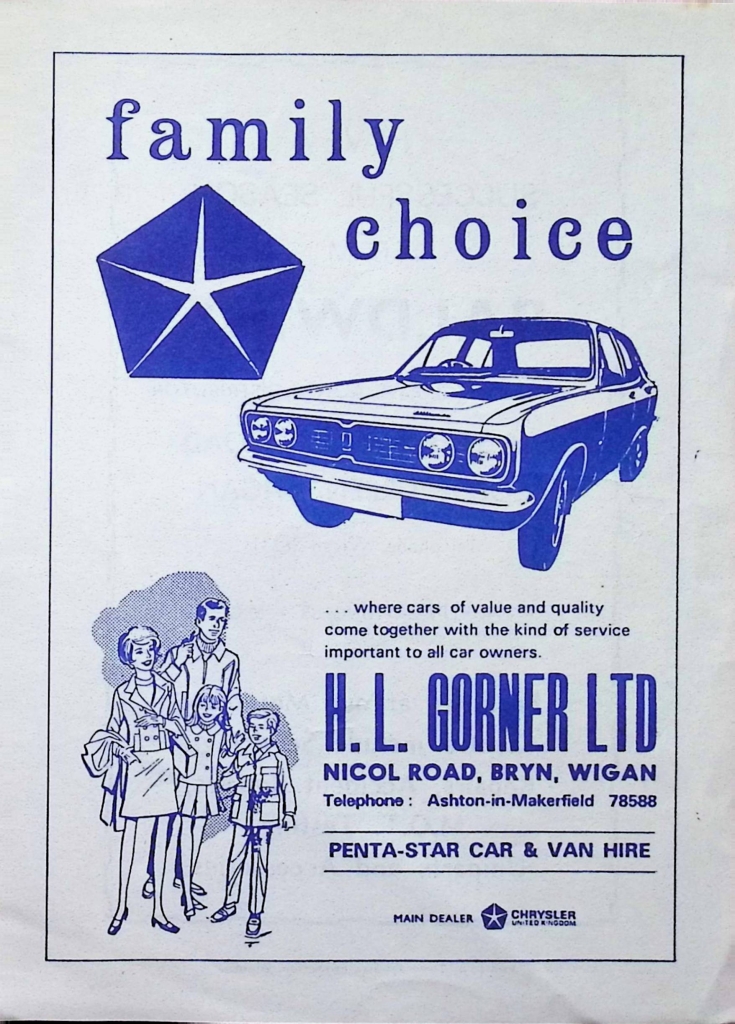 family
choice
... where cars of value and quality
come together with the kind of service
important to all car owners.
H. L. GORNER LTD
NICOL ROAD, BRYN, WIGAN
Telephone: Ashton-in-Makerfield 78588
PENTA-STAR CAR & VAN HIRE
MAIN DEALER CHRYSLER
UNITED KINGDOM